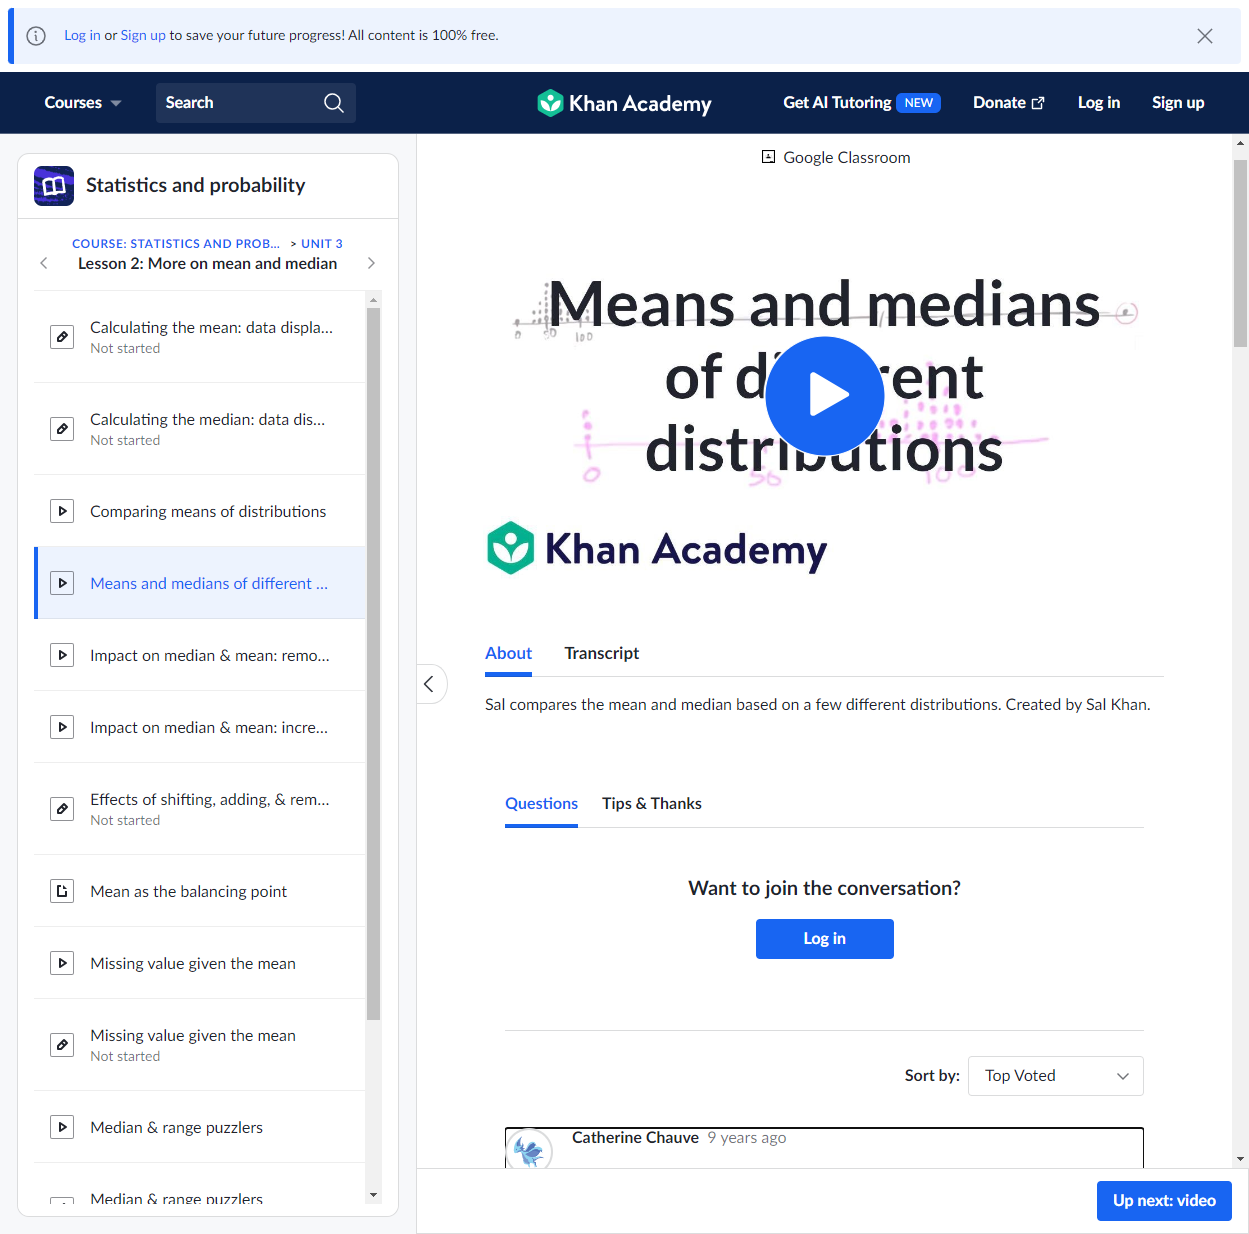 Log in or Sign up to save your future progress! All content is 100% free.
Courses
Search
Khan Academy
Get AI Tutoring NEW
Donate
Log in
Sign up
Statistics and probability
COURSE: STATISTICS AND PROB... > UNIT 3
Lesson 2: More on mean and median
Calculating the mean: data displa...
Not started
Calculating the median: data dis...
Not started
Comparing means of distributions
Means and medians of different ...
Impact on median & mean: remo...
Impact on median & mean: incre...
Effects of shifting, adding, & rem...
Not started
Mean as the balancing point
Missing value given the mean
Missing value given the mean
Not started
Median & range puzzlers
Median & range puzzlers
Google Classroom
Means and medians
of different
distributions
0 50 100
0 50 100
Khan Academy
About
Transcript
Sal compares the mean and median based on a few different distributions. Created by Sal Khan.
Questions
Tips & Thanks
Want to join the conversation?
Log in
Sort by:
Top Voted
Catherine Chauve 9 years ago
Up next: video